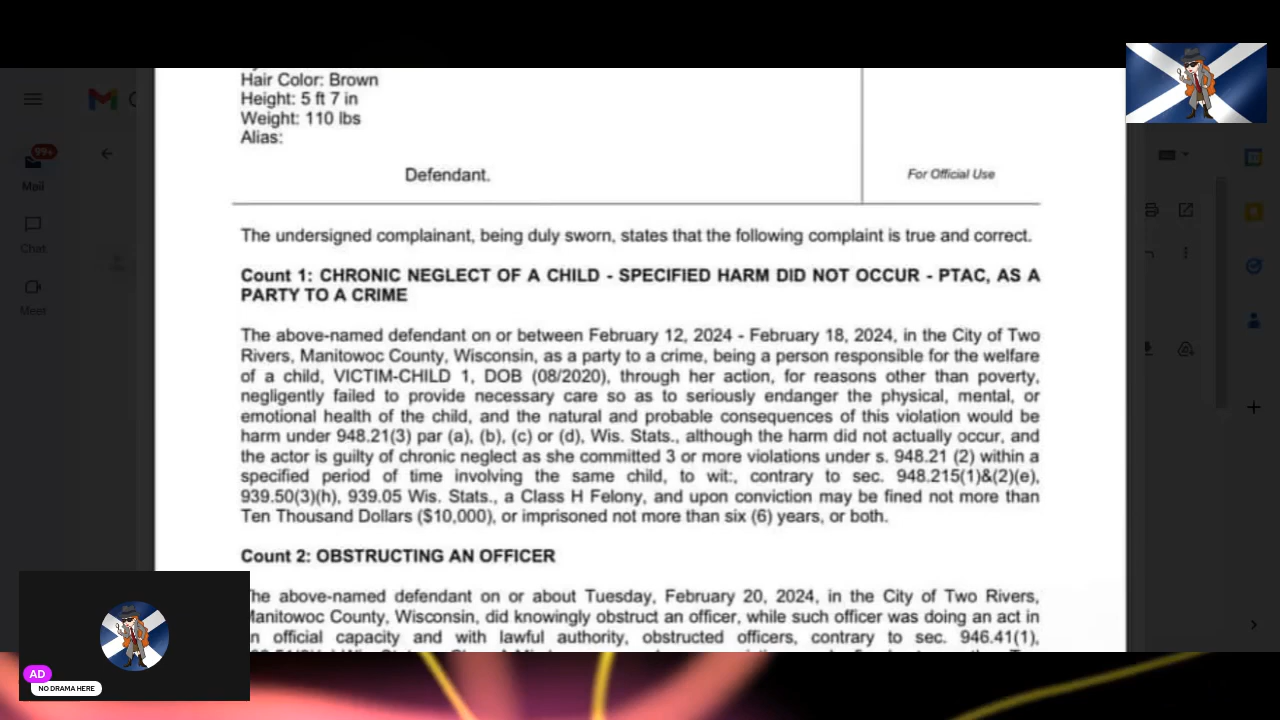 Hair Color: Brown
Height: 5 ft 7 in
Weight: 110 lbs
Alias:
Defendant.
For Official Use
99+
Mail
Chat
Meet
The undersigned complainant, being duly sworn, states that the following complaint is true and correct.
Count 1: CHRONIC NEGLECT OF A CHILD - SPECIFIED HARM DID NOT OCCUR - PTAC, AS A
PARTY TO A CRIME
The above-named defendant on or between February 12, 2024 - February 18, 2024, in the City of Two
Rivers, Manitowoc County, Wisconsin, as a party to a crime, being a person responsible for the welfare
of a child, VICTIM-CHILD 1, DOB (08/2020), through her action, for reasons other than poverty,
negligently failed to provide necessary care so as to seriously endanger the physical, mental, or
emotional health of the child, and the natural and probable consequences of this violation would be
harm under 948.21(3) par (a), (b), (c) or (d), Wis. Stats., although the harm did not actually occur, and
the actor is guilty of chronic neglect as she committed 3 or more violations under s. 948.21 (2) within a
specified period of time involving the same child, to wit:, contrary to sec. 948.215(1)&(2)(e),
939.50(3)(h), 939.05 Wis. Stats., a Class H Felony, and upon conviction may be fined not more than
Ten Thousand Dollars ($10,000), or imprisoned not more than six (6) years, or both.
Count 2: OBSTRUCTING AN OFFICER
The above-named defendant on or about Tuesday, February 20, 2024, in the City of Two Rivers,
Manitowoc County, Wisconsin, did knowingly obstruct an officer, while such officer was doing an act in
an official capacity and with lawful authority, obstructed officers, contrary to sec. 946.41(1),
AD
NO DRAMA HERE